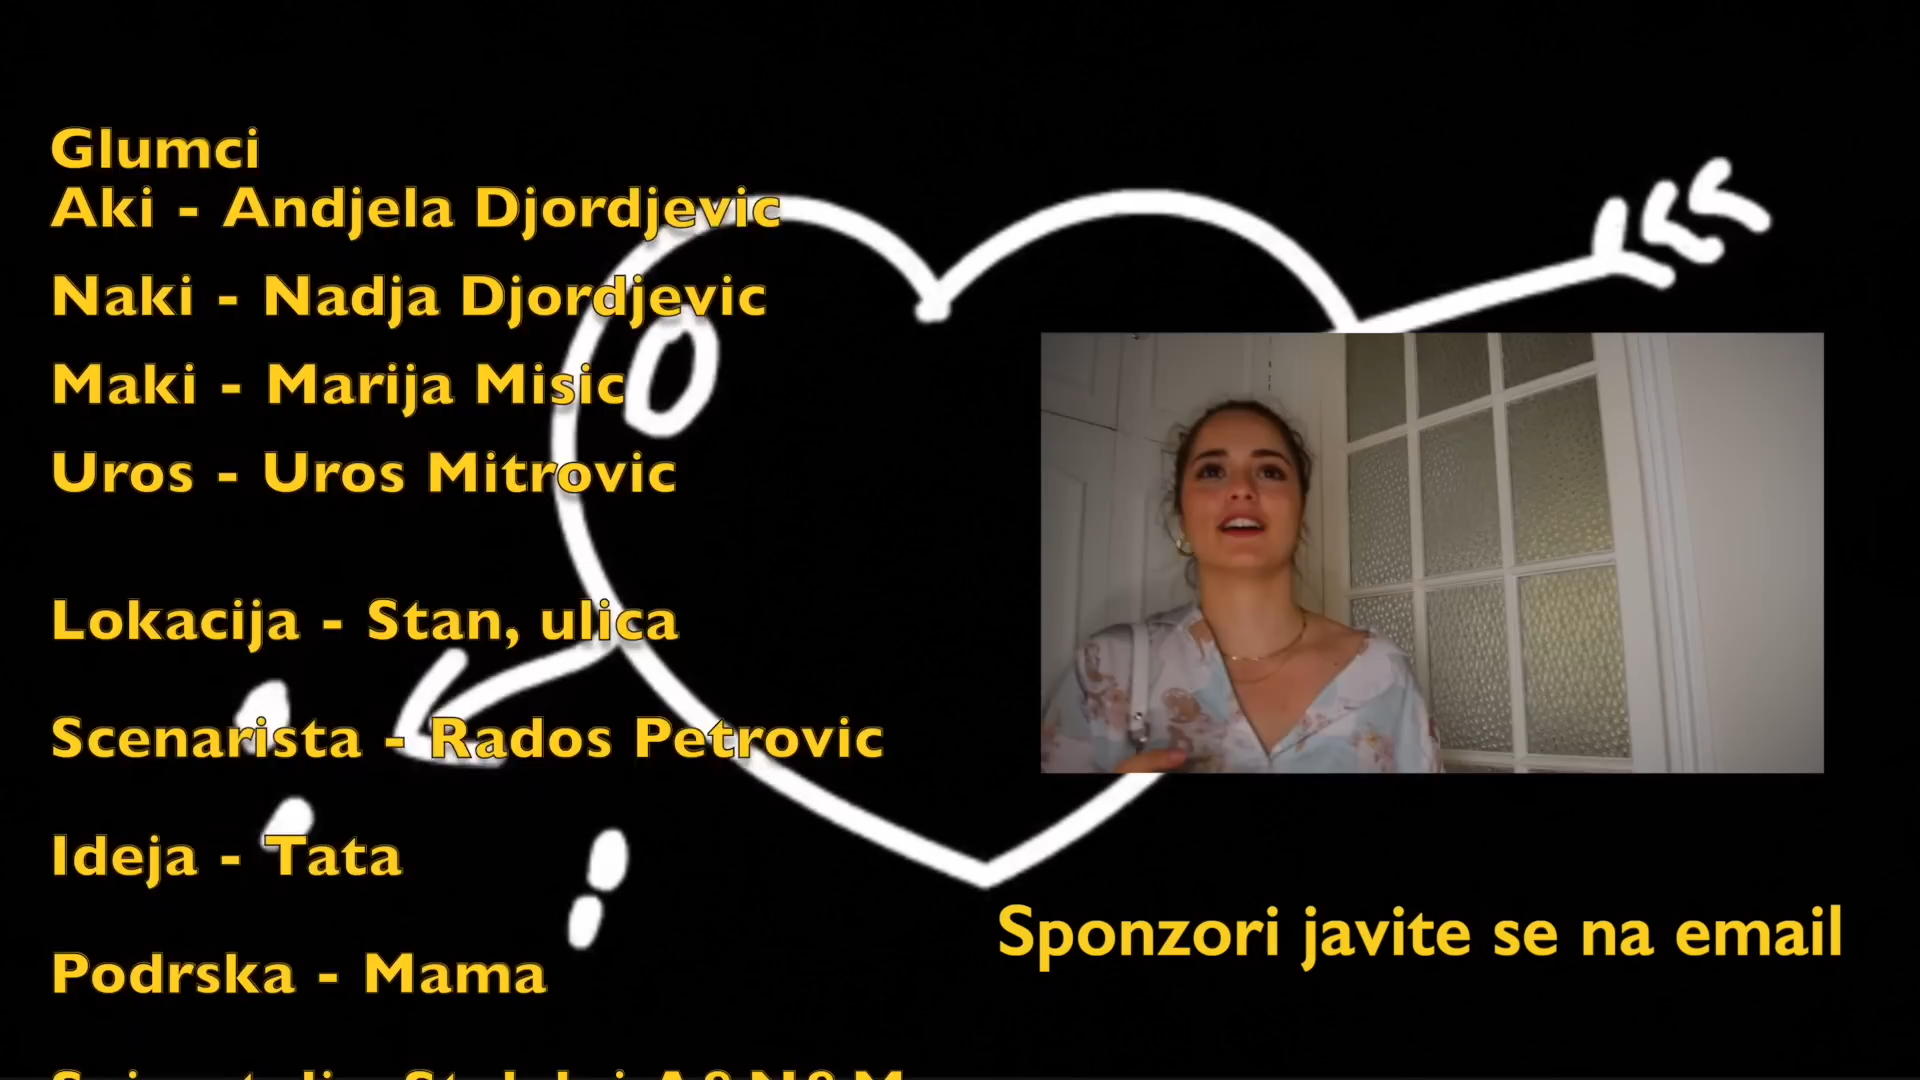 Glumci
Aki - Andjela Djordjevic
Naki - Nadja Djordjevic
Maki - Marija Misic
Uros - Uros Mitrovic
Lokacija - Stan, ulica
Scenarista - Rados Petrovic
Ideja - Tata
Podrska - Mama
Sponzori javite se na email